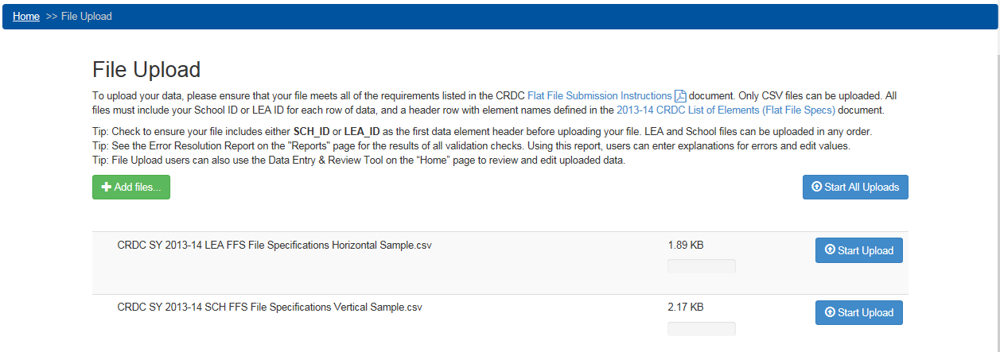 Home >> File Upload
File Upload
To upload your data, please ensure that your file meets all of the requirements listed in the CRDC Flat File Submission Instructions document. Only CSV files can be uploaded. All
files must include your School ID or LEA ID for each row of data, and a header row with element names defined in the 2013-14 CRDC List of Elements (Flat File Specs) document.
Tip: Check to ensure your file includes either SCH_ID or LEA_ID as the first data element header before uploading your file. LEA and School files can be uploaded in any order.
Tip: See the Error Resolution Report on the "Reports" page for the results of all validation checks. Using this report, users can enter explanations for errors and edit values.
Tip: File Upload users can also use the Data Entry & Review Tool on the “Home” page to review and edit uploaded data.
Add files... Start All Uploads
CRDC SY 2013-14 LEA FFS File Specifications Horizontal Sample.csv 1.89 KB Start Upload
CRDC SY 2013-14 SCH FFS File Specifications Vertical Sample.csv 2.17 KB Start Upload